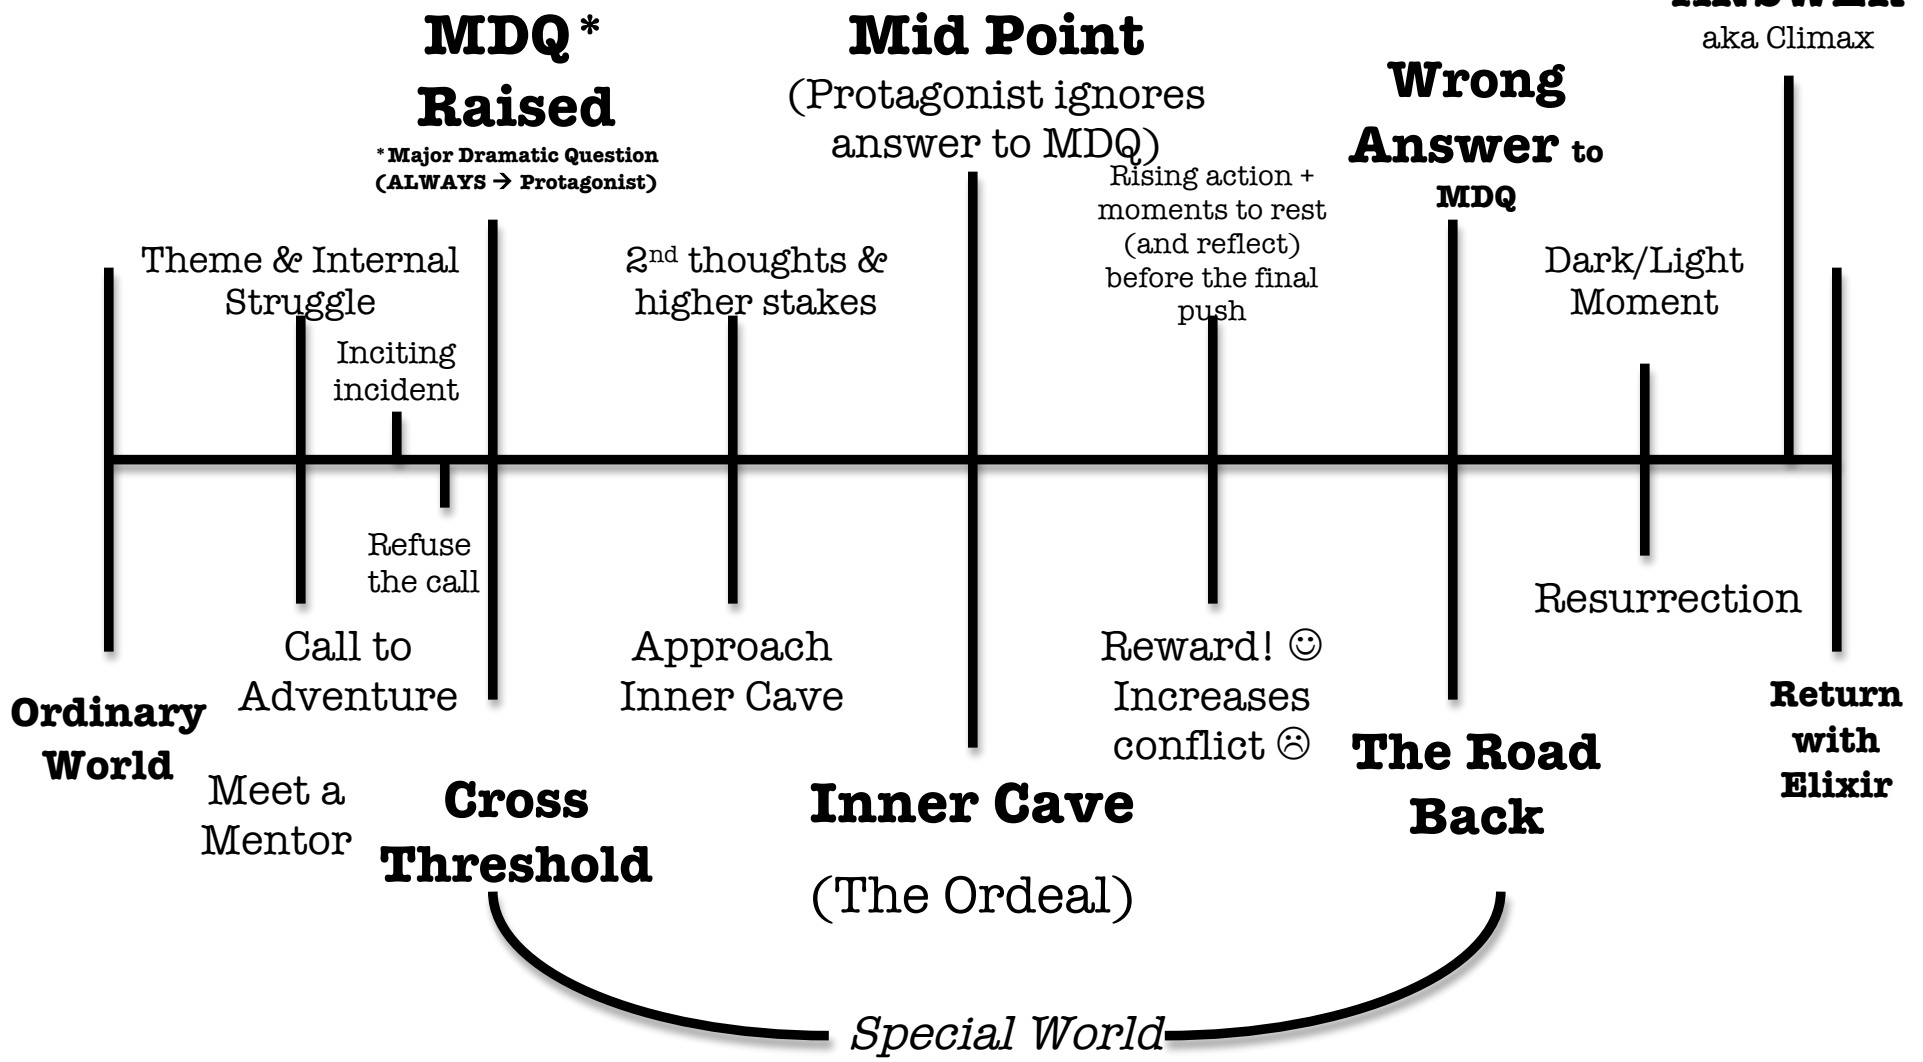 MDQ*
Raised
*Major Dramatic Question
(ALWAYS → Protagonist)
Mid Point
(Protagonist ignores
answer to MDQ)
Wrong
Answer to
MDQ
ANSWER
aka Climax
Theme & Internal
Struggle
Inciting
incident
2nd thoughts &
higher stakes
Rising action +
moments to rest
(and reflect)
before the final
push
Dark/Light
Moment
Refuse
the call
Ordinary
World
Call to
Adventure
Meet a
Mentor
Cross
Threshold
Approach
Inner Cave
Inner Cave
(The Ordeal)
Reward! ☺
Increases
conflict ☹
The Road
Back
Resurrection
Return
with
Elixir
Special World